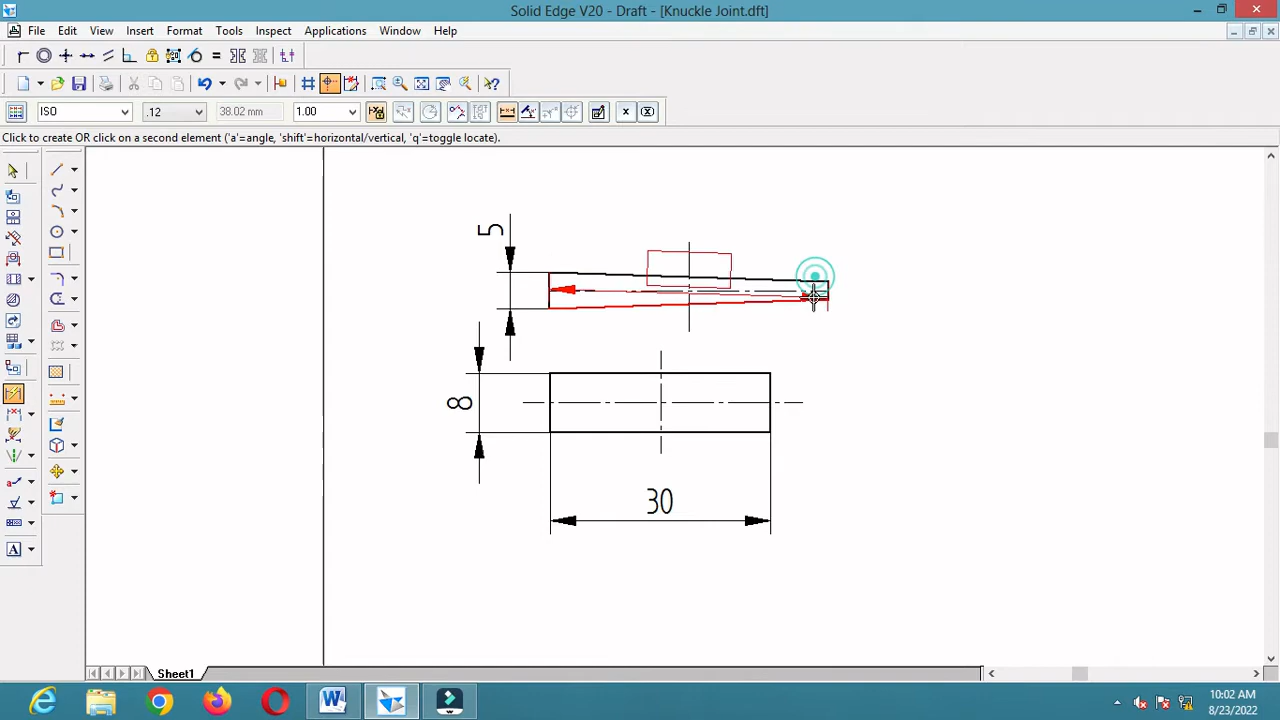 Solid Edge V20 - Draft - [Knuckle Joint.dft]
File Edit View Insert Format Tools Inspect Applications Window Help
ISO .12 38.02 mm 1.00
Click to create OR click on a second element ('a'=angle, 'shift'=horizontal/vertical, 'q'=toggle locate).
5
8
30
Sheet1
10:02 AM
8/23/2022